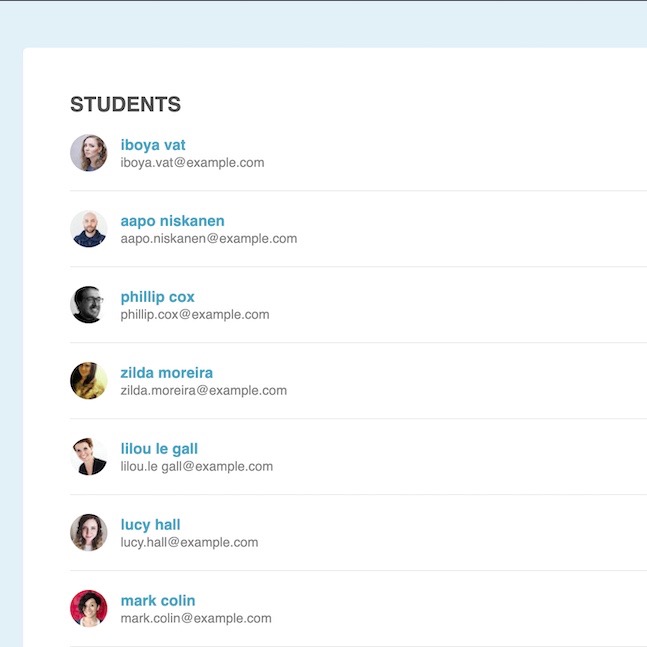 STUDENTS
iboya vat
iboya.vat@example.com
aapo niskanen
aapo.niskanen@example.com
phillip cox
phillip.cox@example.com
zilda moreira
zilda.moreira@example.com
lilou le gall
lilou.le gall@example.com
lucy hall
lucy.hall@example.com
mark colin
mark.colin@example.com